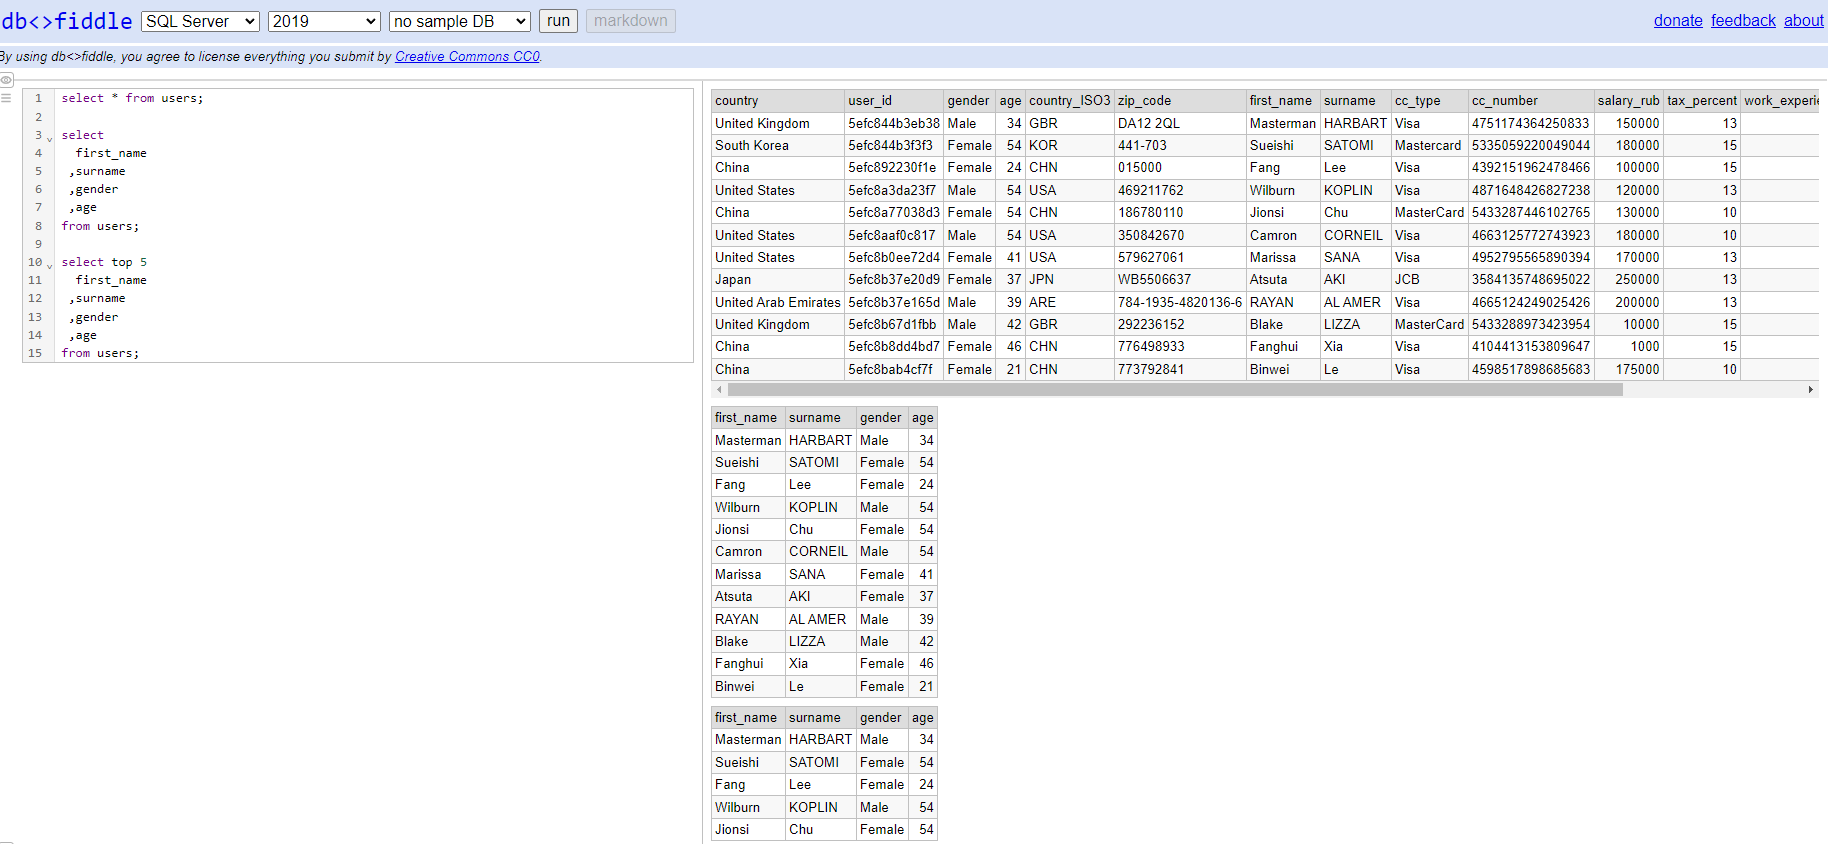 db<>fiddle SQL Server 2019 no sample DB run markdown donate feedback about
By using db<>fiddle, you agree to license everything you submit by Creative Commons CC0.
1 select * from users;
2
3 select
4 first_name
5 ,surname
6 ,gender
7 ,age
8 from users;
9
10 select top 5
11 first_name
12 ,surname
13 ,gender
14 ,age
15 from users;
country user_id gender age country_ISO3 zip_code first_name surname cc_type cc_number salary_rub tax_percent work_experie
United Kingdom 5efc844b3eb38 Male 34 GBR DA12 2QL Masterman HARBART Visa 4751174364250833 150000 13
South Korea 5efc844b3f3f3 Female 54 KOR 441-703 Sueishi SATOMI Mastercard 5335059220049044 180000 15
China 5efc892230f1e Female 24 CHN 015000 Fang Lee Visa 4392151962478466 100000 15
United States 5efc8a3da23f7 Male 54 USA 469211762 Wilburn KOPLIN Visa 4871648426827238 120000 13
China 5efc8a77038d3 Female 54 CHN 186780110 Jionsi Chu MasterCard 5433287446102765 130000 10
United States 5efc8aaf0c817 Male 54 USA 350842670 Camron CORNEIL Visa 4663125772743923 180000 10
United States 5efc8b0ee72d4 Female 41 USA 579627061 Marissa SANA Visa 4952795565890394 170000 13
Japan 5efc8b37e20d9 Female 37 JPN WB5506637 Atsuta AKI JCB 3584135748695022 250000 13
United Arab Emirates 5efc8b37e165d Male 39 ARE 784-1935-4820136-6 RAYAN AL AMER Visa 4665124249025426 200000 13
United Kingdom 5efc8b67d1fbb Male 42 GBR 292236152 Blake LIZZA MasterCard 5433288973423954 10000 15
China 5efc8b8dd4bd7 Female 46 CHN 776498933 Fanghui Xia Visa 4104413153809647 1000 15
China 5efc8bab4cf7f Female 21 CHN 773792841 Binwei Le Visa 4598517898685683 175000 10
first_name surname gender age
Masterman HARBART Male 34
Sueishi SATOMI Female 54
Fang Lee Female 24
Wilburn KOPLIN Male 54
Jionsi Chu Female 54
Camron CORNEIL Male 54
Marissa SANA Female 41
Atsuta AKI Female 37
RAYAN AL AMER Male 39
Blake LIZZA Male 42
Fanghui Xia Female 46
Binwei Le Female 21
first_name surname gender age
Masterman HARBART Male 34
Sueishi SATOMI Female 54
Fang Lee Female 24
Wilburn KOPLIN Male 54
Jionsi Chu Female 54